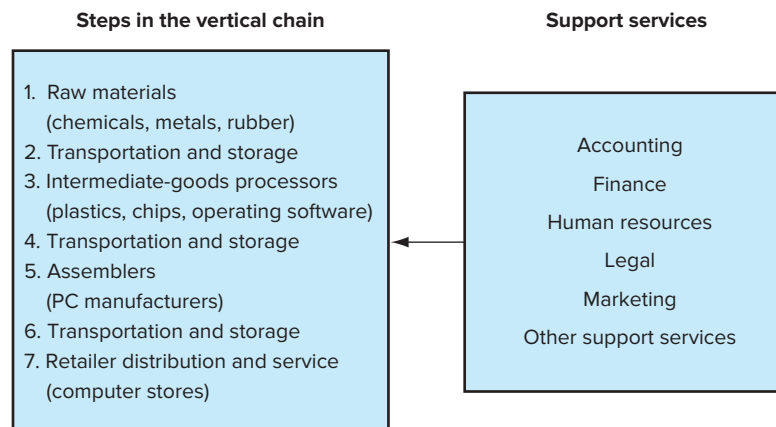 Steps in the vertical chain
1. Raw materials
(chemicals, metals, rubber)
2. Transportation and storage
3. Intermediate-goods processors
(plastics, chips, operating software)
4. Transportation and storage
5. Assemblers
(PC manufacturers)
6. Transportation and storage
7. Retailer distribution and service
(computer stores)
Support services
Accounting
Finance
Human resources
Legal
Marketing
Other support services